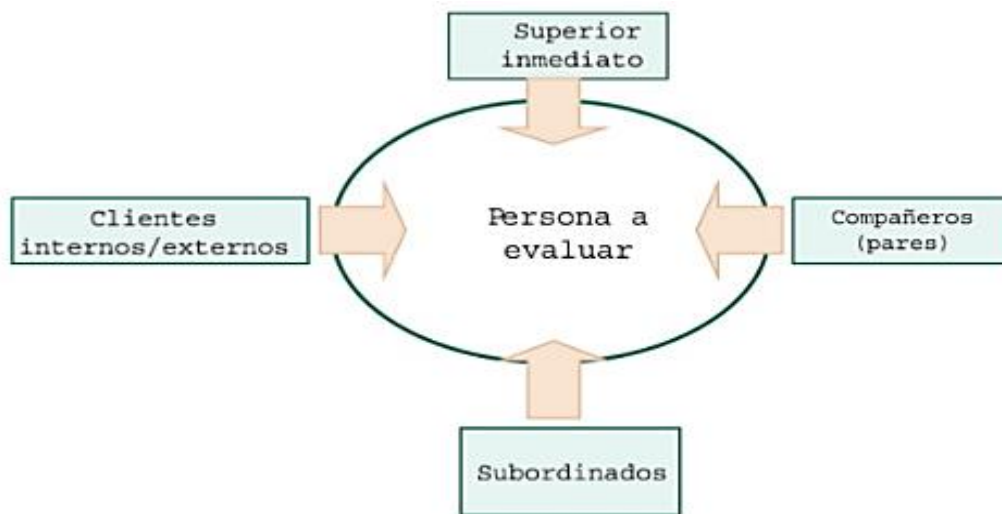 Superior
inmediato
Clientes
internos/externos
Persona a
evaluar
Compañeros
(pares)
Subordinados